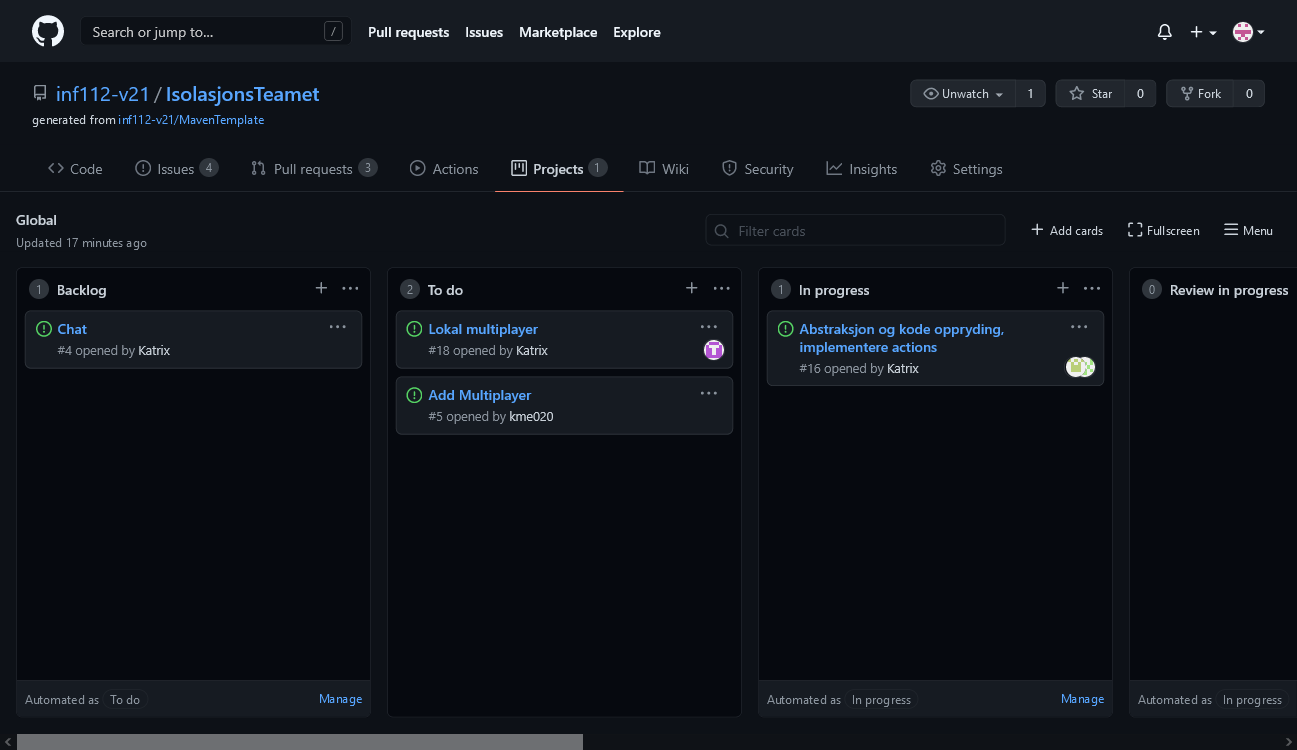 Search or jump to... /
Pull requests Issues Marketplace Explore
inf112-v21 / IsolasjonsTeamet
Unwatch 1 Star 0 Fork 0
generated from inf112-v21/MavenTemplate
Code Issues 4 Pull requests 3 Actions Projects 1 Wiki Security Insights Settings
Global
Updated 17 minutes ago
Filter cards
Add cards Fullscreen Menu
1 Backlog
Chat
#4 opened by Katrix
Automated as To do Manage
2 To do
Lokal multiplayer
#18 opened by Katrix
Add Multiplayer
#5 opened by kme020
1 In progress
Abstraksjon og kode oppryding,
implementere actions
#16 opened by Katrix
Automated as In progress Manage
0 Review in progress
Automated as In progress